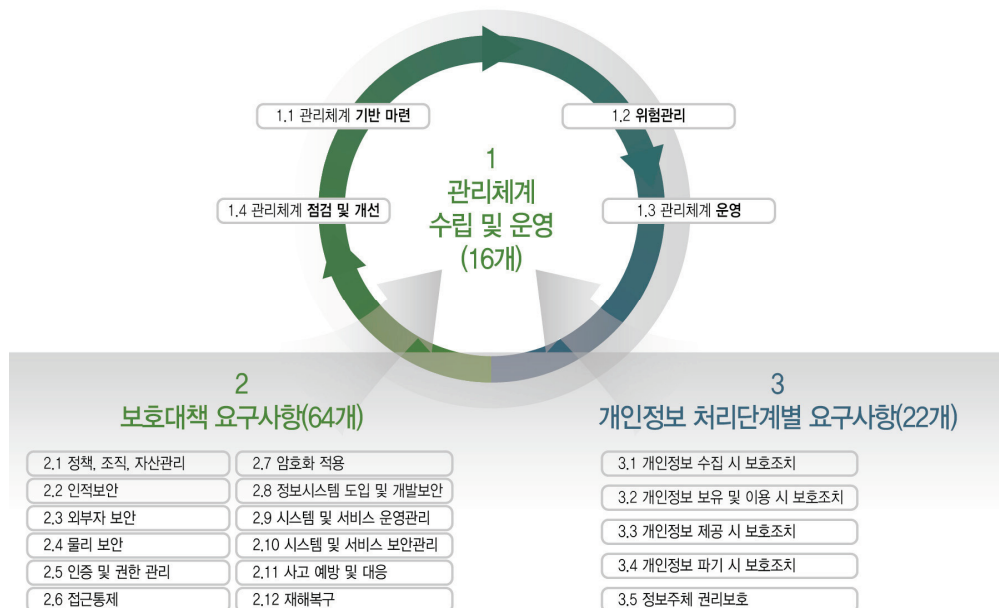 1.1 관리체계 기반 마련
1.2 위험관리
1
관리체계
수립 및 운영
(16개)
1.4 관리체계 점검 및 개선
1.3 관리체계 운영
2
보호대책 요구사항(64개)
2.1 정책, 조직, 자산관리
2.2 인적보안
2.3 외부자 보안
2.4 물리 보안
2.5 인증 및 권한 관리
2.6 접근통제
2.7 암호화 적용
2.8 정보시스템 도입 및 개발보안
2.9 시스템 및 서비스 운영관리
2.10 시스템 및 서비스 보안관리
2.11 사고 예방 및 대응
2.12 재해복구
3
개인정보 처리단계별 요구사항(22개)
3.1 개인정보 수집 시 보호조치
3.2 개인정보 보유 및 이용 시 보호조치
3.3 개인정보 제공 시 보호조치
3.4 개인정보 파기 시 보호조치
3.5 정보주체 권리보호